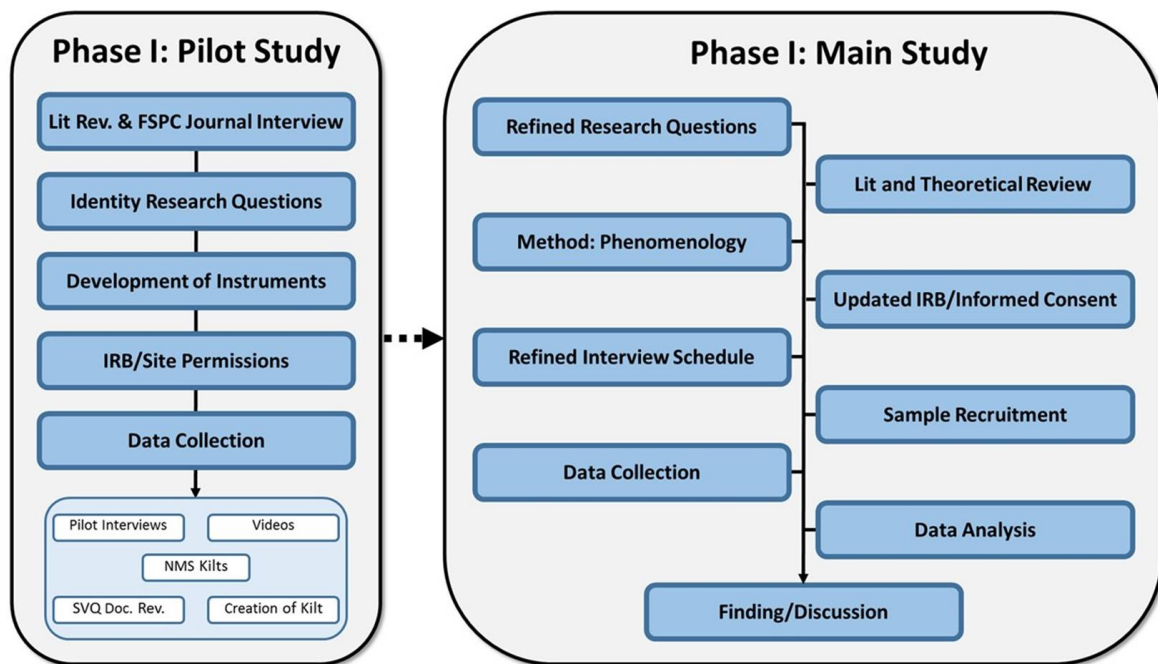 Phase I: Pilot Study
Lit Rev. & FSPC Journal Interview
Identity Research Questions
Development of Instruments
IRB/Site Permissions
Data Collection
Pilot Interviews
Videos
NMS Kilts
SVQ Doc. Rev.
Creation of Kilt
Phase I: Main Study
Refined Research Questions
Lit and Theoretical Review
Method: Phenomenology
Updated IRB/Informed Consent
Refined Interview Schedule
Sample Recruitment
Data Collection
Data Analysis
Finding/Discussion